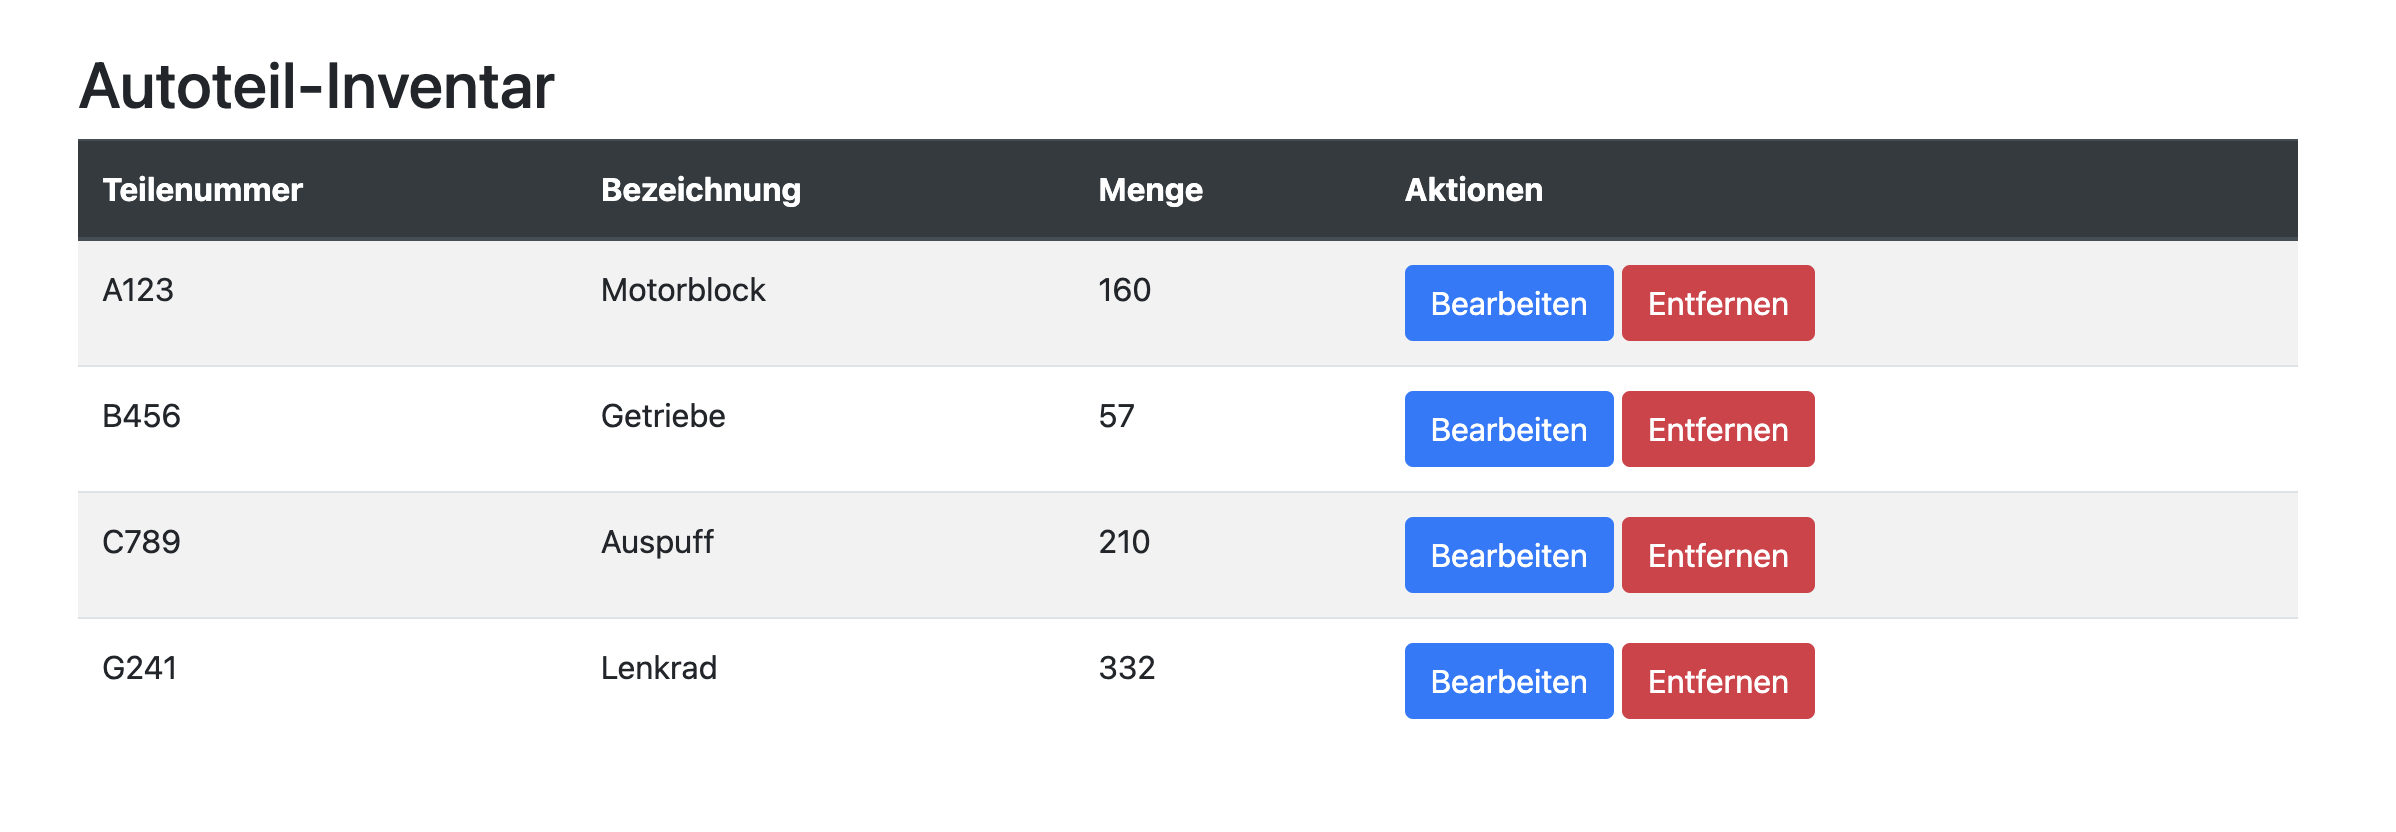 Autoteil-Inventar
Teilenummer Bezeichnung Menge Aktionen
A123 Motorblock 160 Bearbeiten Entfernen
B456 Getriebe 57 Bearbeiten Entfernen
C789 Auspuff 210 Bearbeiten Entfernen
G241 Lenkrad 332 Bearbeiten Entfernen